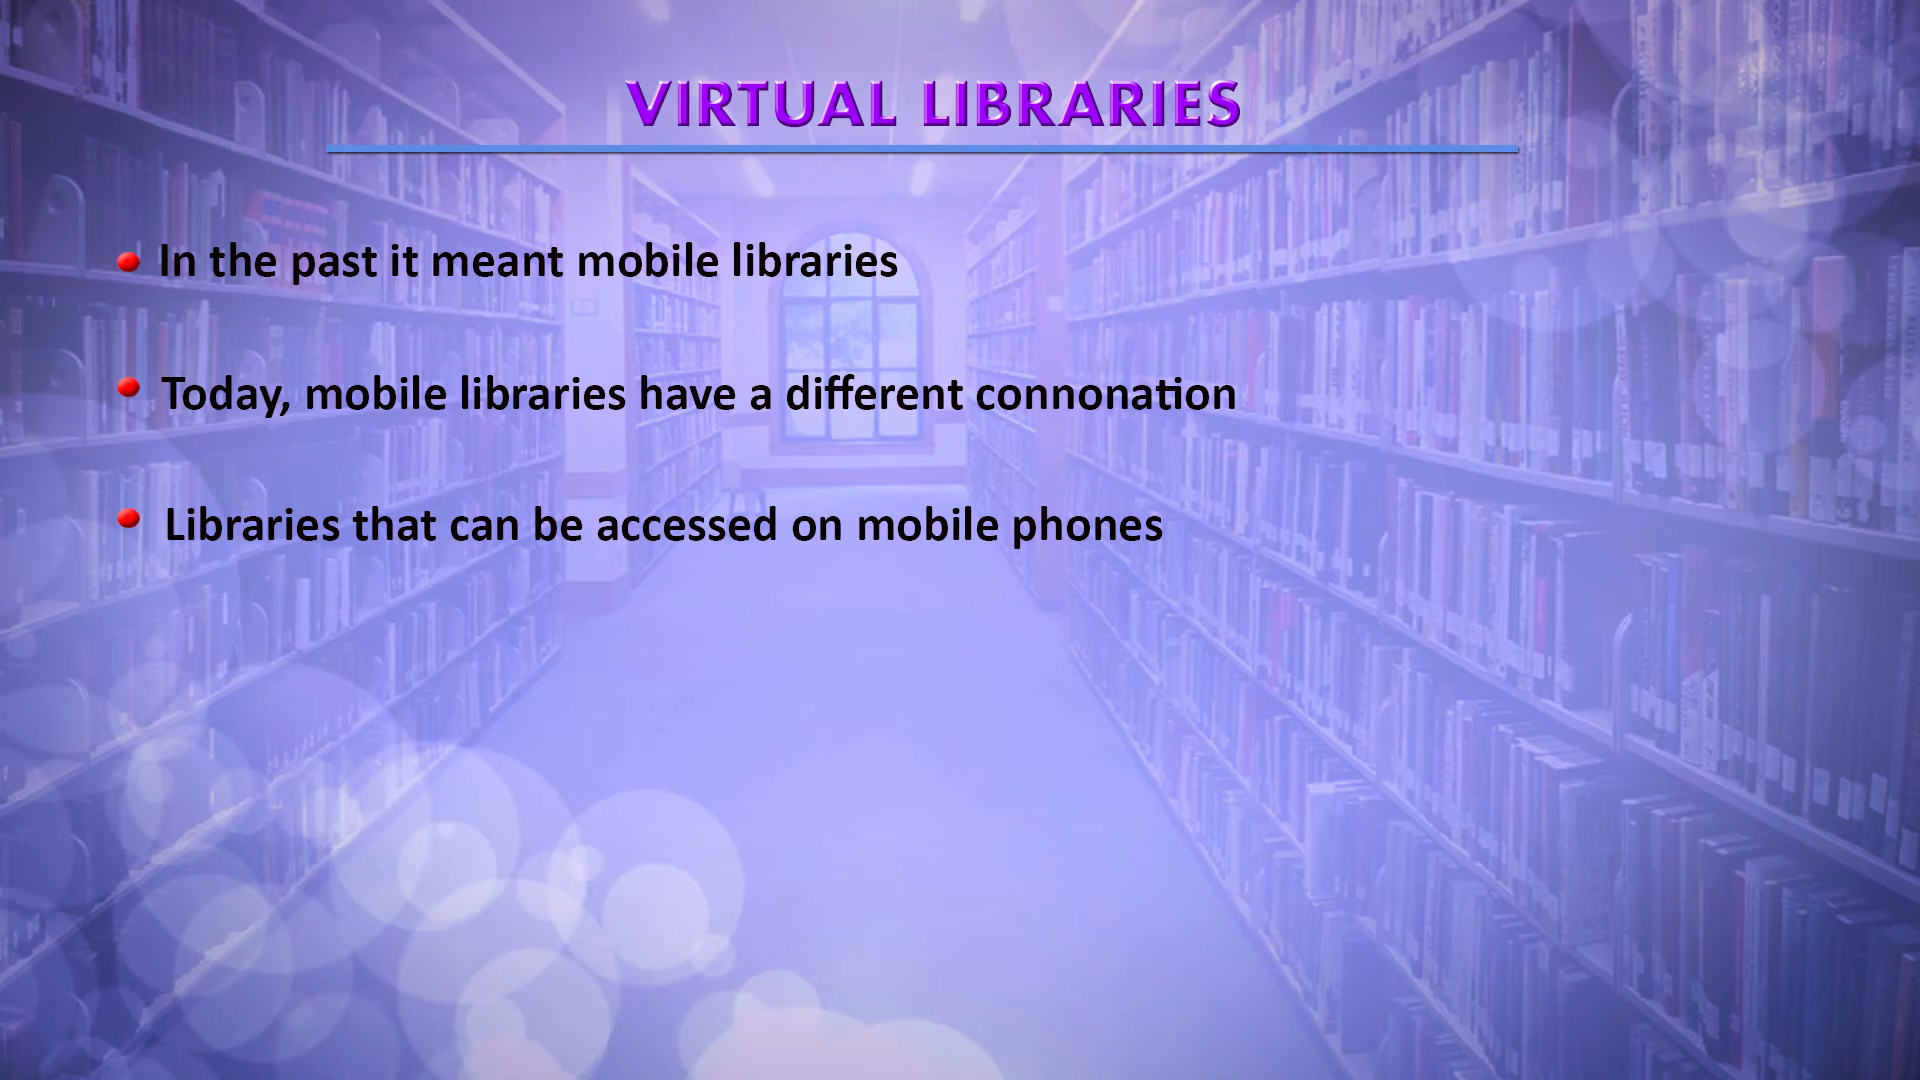 VIRTUAL LIBRARIES
In the past it meant mobile libraries
Today, mobile libraries have a different connonation
Libraries that can be accessed on mobile phones